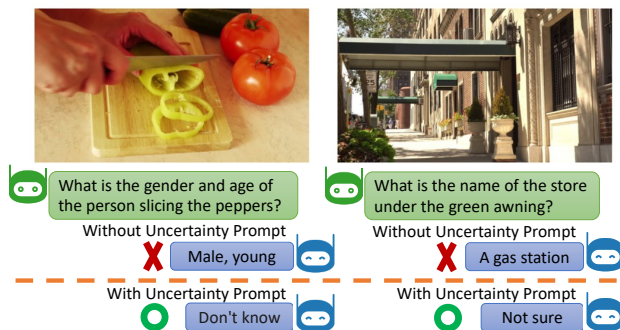 What is the gender and age of
the person slicing the peppers?
Without Uncertainty Prompt
Male, young
With Uncertainty Prompt
Don't know
What is the name of the store
under the green awning?
Without Uncertainty Prompt
A gas station
With Uncertainty Prompt
Not sure